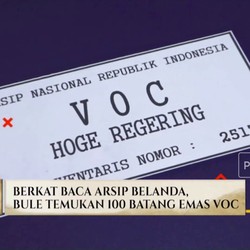 SIP NASIONAL REPUBLIK INDONESIA
VOC
HOGE REGERING
VENTARIS NOMOR : 251
P
BERKAT BACA ARSIP BELANDA,
BULE TEMUKAN 100 BATANG EMAS VOC